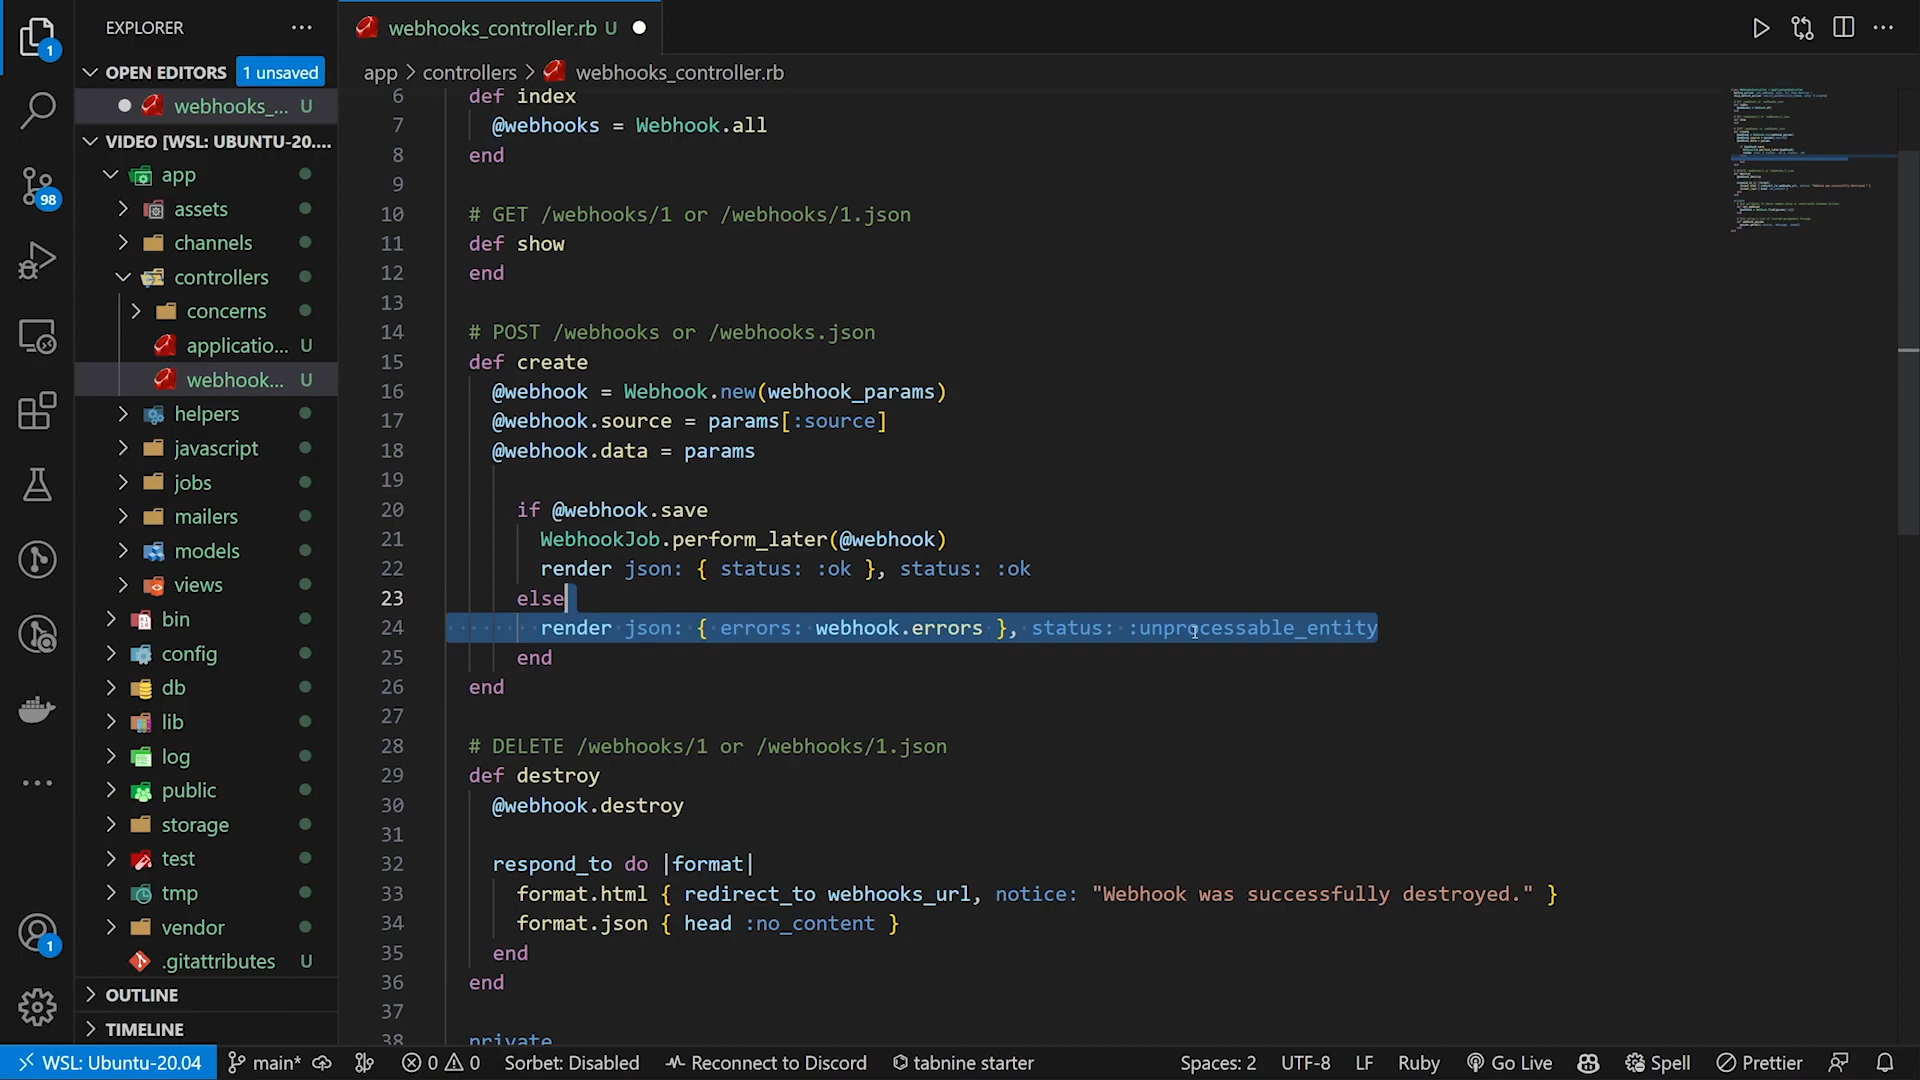 EXPLORER
webhooks_controller.rb U
OPEN EDITORS 1 unsaved
app > controllers > webhooks_controller.rb
webhooks_... U
VIDEO [WSL: UBUNTU-20....
app
assets
channels
controllers
concerns
applicatio... U
webhook... U
helpers
javascript
jobs
mailers
models
views
bin
config
db
lib
log
public
storage
test
tmp
vendor
.gitattributes U
OUTLINE
TIMELINE
1
98
1
6 def index
7 @webhooks = Webhook.all
8 end
9
10 # GET /webhooks/1 or /webhooks/1.json
11 def show
12 end
13
14 # POST /webhooks or /webhooks.json
15 def create
16 @webhook = Webhook.new(webhook_params)
17 @webhook.source = params[:source]
18 @webhook.data = params
19
20 if @webhook.save
21 WebhookJob.perform_later(@webhook)
22 render json: { status: :ok }, status: :ok
23 else
24 render json: { errors: webhook.errors }, status: :unprocessable_entity
25 end
26 end
27
28 # DELETE /webhooks/1 or /webhooks/1.json
29 def destroy
30 @webhook.destroy
31
32 respond_to do |format|
33 format.html { redirect_to webhooks_url, notice: "Webhook was successfully destroyed." }
34 format.json { head :no_content }
35 end
36 end
37
38 private
WSL: Ubuntu-20.04 main* 0 0 Sorbet: Disabled Reconnect to Discord tabnine starter Spaces: 2 UTF-8 LF Ruby Go Live Spell Prettier